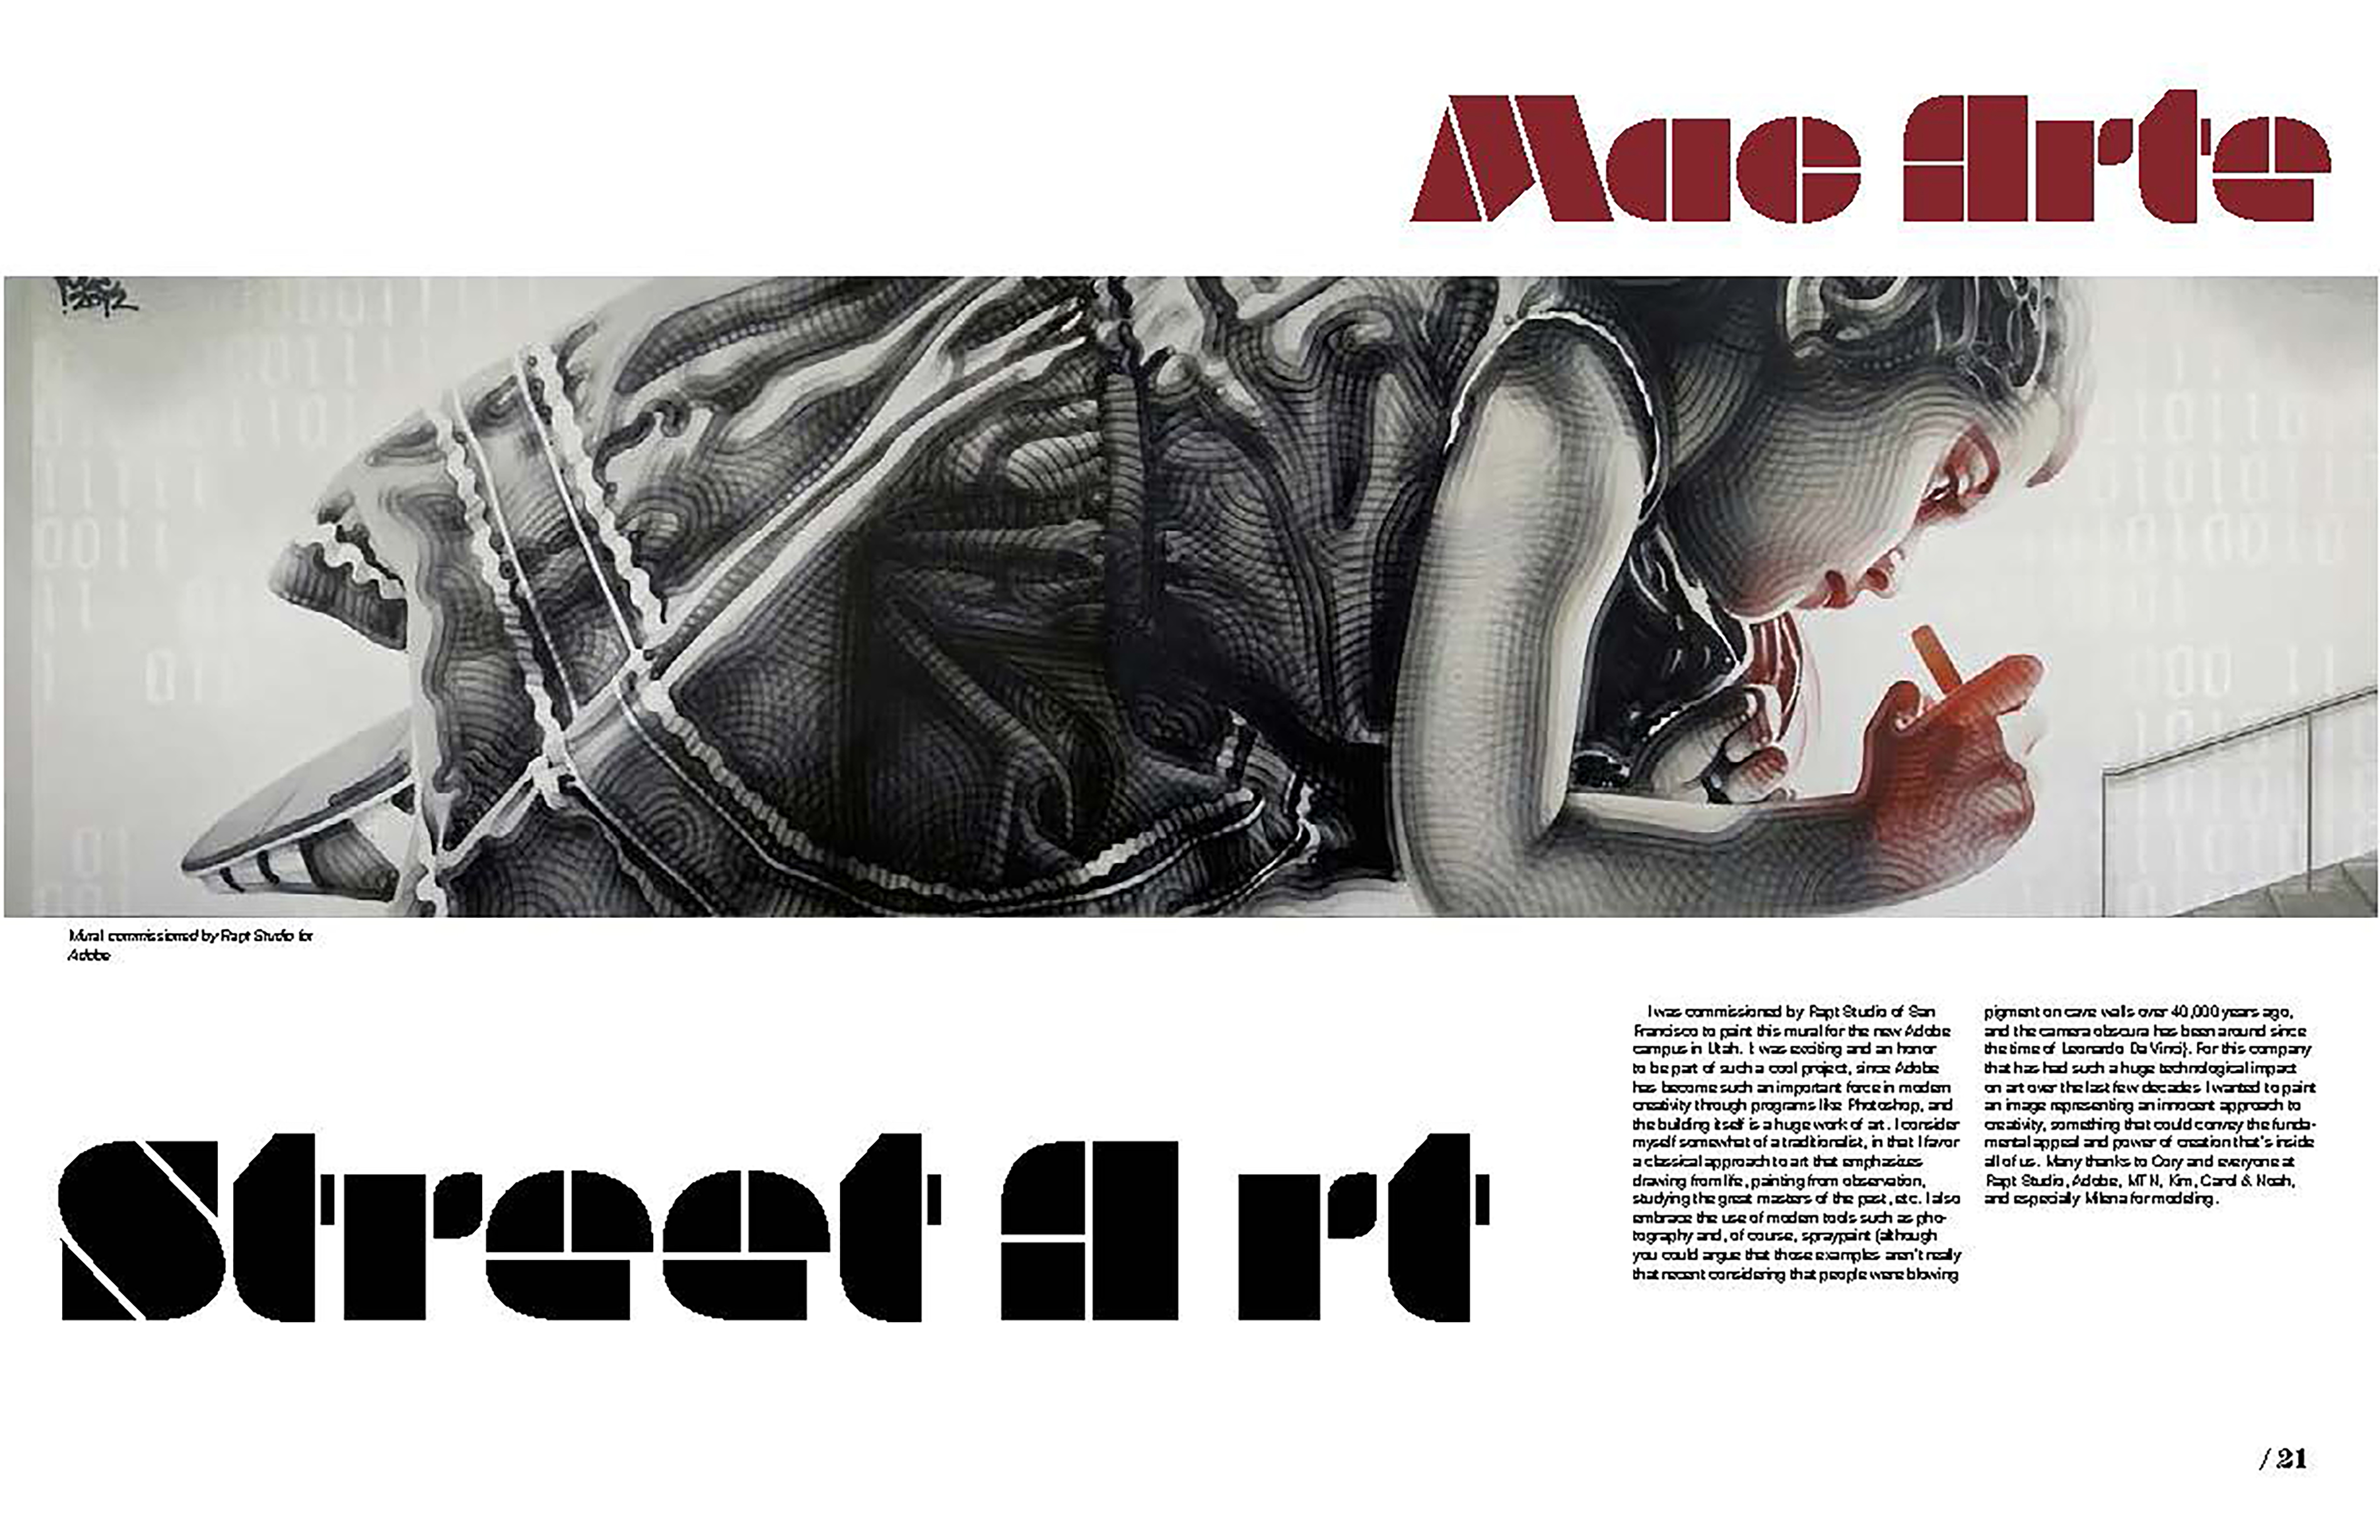 Mac Arte
2012
Mural commissioned by Rapt Studio for
Adobe
Street Art
I was commissioned by Rapt Studio of San
Francisco to paint this mural for the new Adobe
campus in Utah. It was exciting and an honor
to be part of such a cool project, since Adobe
has become such an important force in modern
creativity through programs like Photoshop, and
the building itself is a huge work of art. I consider
myself somewhat of a traditionalist, in that I favor
a classical approach to art that emphasizes
drawing from life, painting from observation,
studying the great masters of the past, etc. I also
embrace the use of modern tools such as pho-
tography and, of course, spraypaint (although
you could argue that those examples aren't really
that recent considering that people were blowing
pigment on cave walls over 40,000 years ago,
and the camera obscura has been around since
the time of Leonardo Da Vinci). For this company
that has had such a huge technological impact
on art over the last few decades I wanted to paint
an image representing an innocent approach to
creativity, something that could convey the funda-
mental appeal and power of creation that's inside
all of us. Many thanks to Cory and everyone at
Rapt Studio, Adobe, MTN, Kim, Carol & Noah,
and especially Milena for modeling.
/ 21